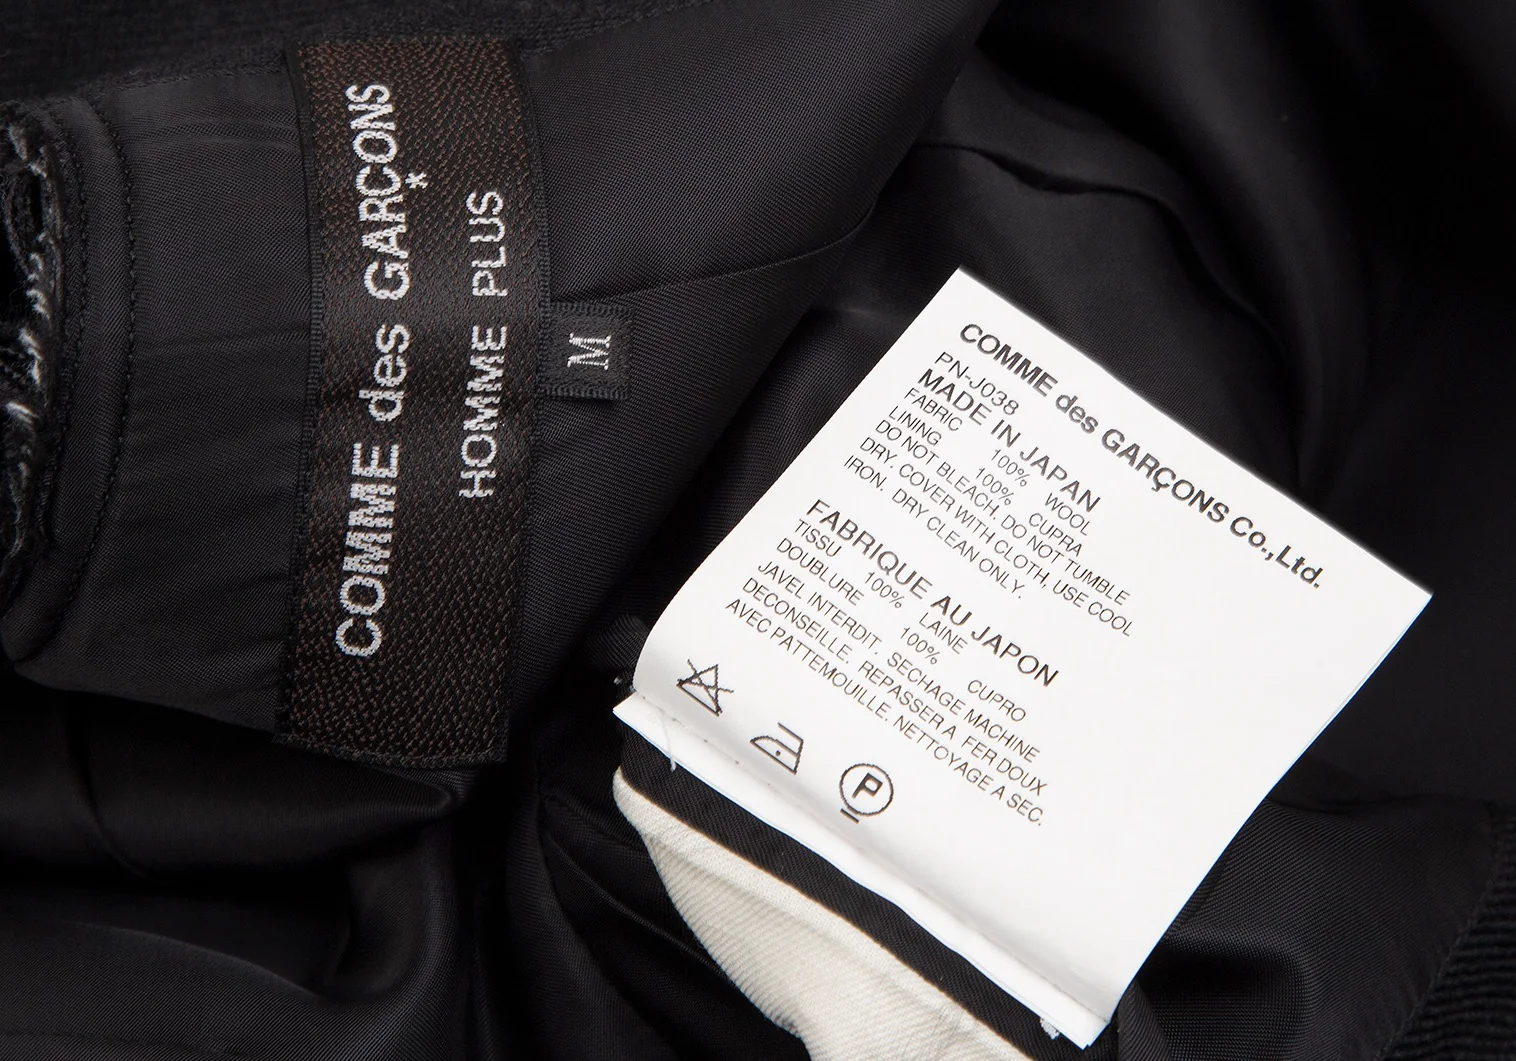 COMME des GARÇONS
HOMME PLUS
M
COMME des GARÇONS Co.,Ltd.
PN-J038
MADE IN JAPAN
FABRIC 100% WOOL
LINING 100% CUPRA
DO NOT BLEACH, DO NOT TUMBLE
DRY. COVER WITH CLOTH, USE COOL
IRON. DRY CLEAN ONLY.
FABRIQUE AU JAPON
TISSU 100% LAINE
DOUBLURE 100% CUPRO
JAVEL INTERDIT. SECHAGE MACHINE
DECONSEILLE. REPASSER A FER DOUX
AVEC PATTEMOUILLE. NETTOYAGE A SEC.
P